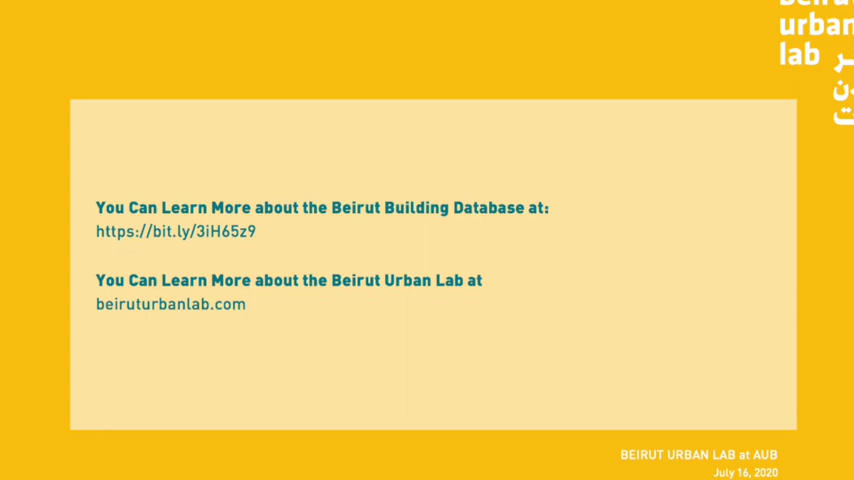 urban
lab
You Can Learn More about the Beirut Building Database at:
https://bit.ly/3iH65z9
You Can Learn More about the Beirut Urban Lab at
beiruturbanlab.com
BEIRUT URBAN LAB at AUB
July 16, 2020